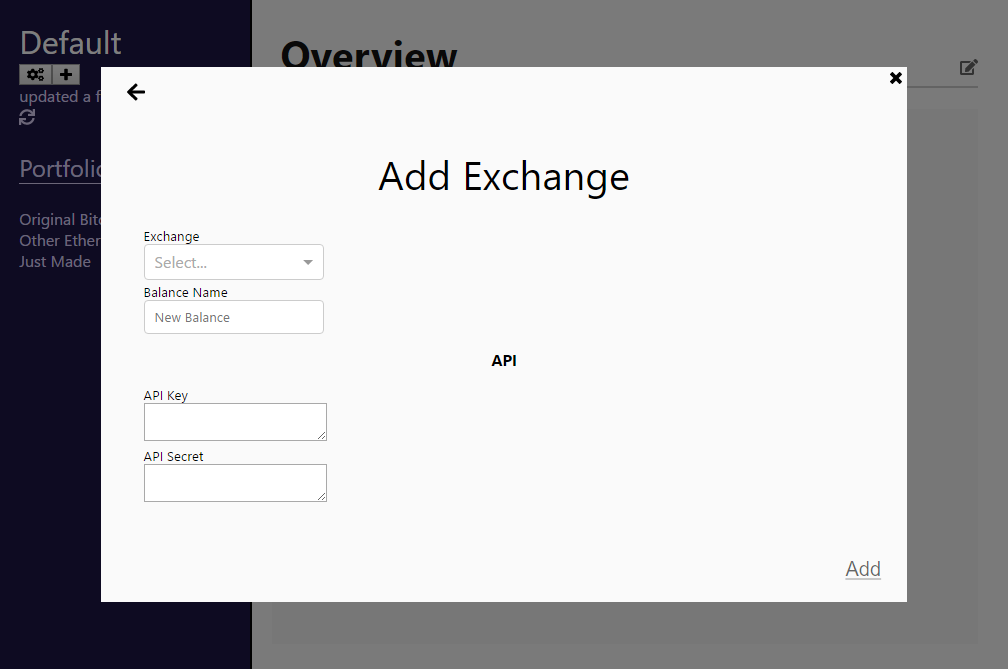 Default
Overview
updated a f
Portfolio
Original Bitc
Other Ether
Just Made
Add Exchange
Exchange
Select...
Balance Name
New Balance
API
API Key
API Secret
Add